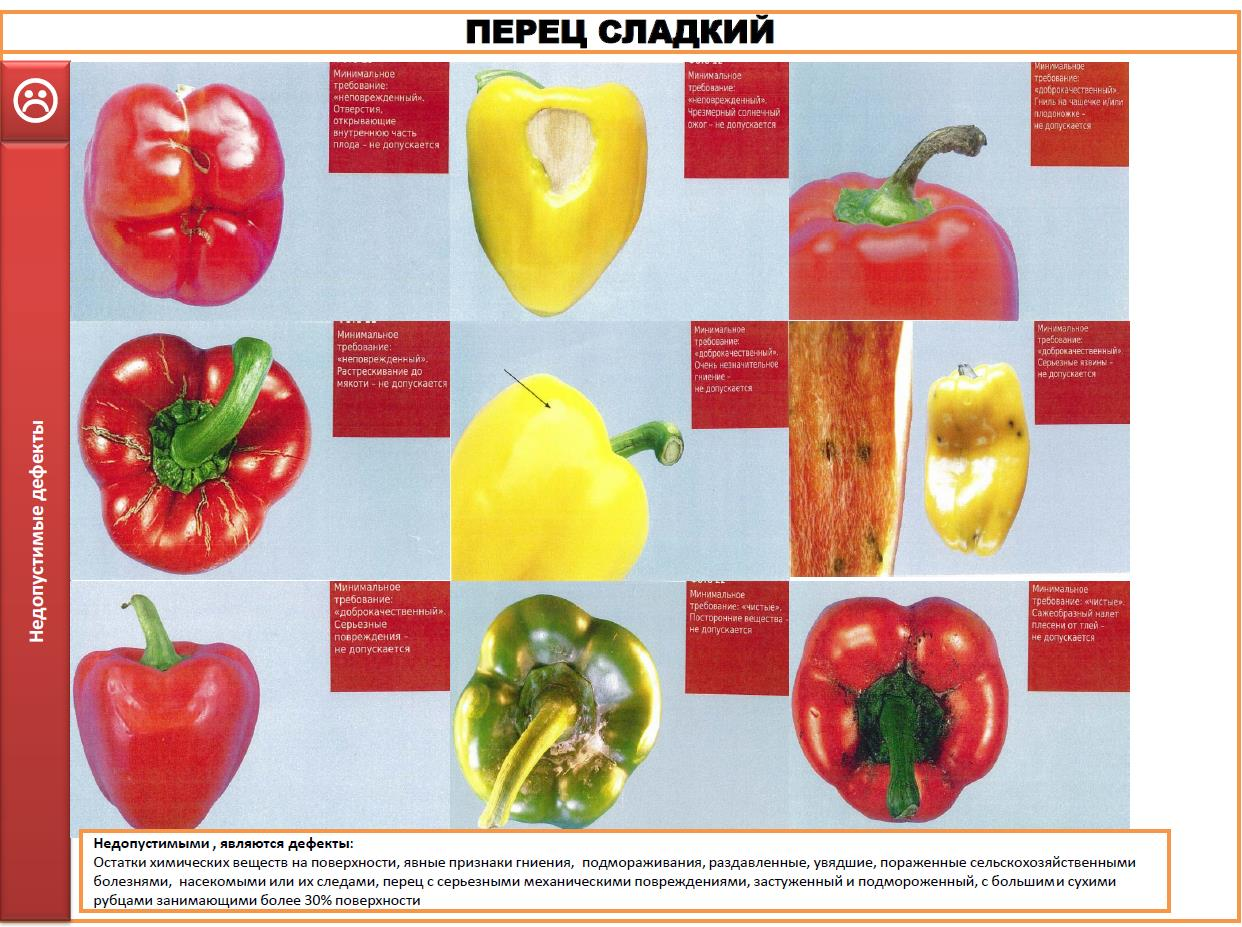 ПЕРЕЦ СЛАДКИЙ
Недопустимые дефекты
Минимальное
требование:
«неповрежденный».
Отверстия,
открывающие
внутреннюю часть
плода – не допускается
Минимальное
требование:
«неповрежденный».
Чрезмерный солнечный
ожог – не допускается
Минимальное
требование:
«доброкачественный».
Гниль на чашечке и/или
плодоножке –
не допускается
Минимальное
требование:
«неповрежденный».
Растрескивание до
мякоти – не допускается
Минимальное
требование:
«доброкачественный».
Очень незначительное
гниение –
не допускается
Минимальное
требование:
«доброкачественный».
Серьезные язвины –
не допускается
Минимальное
требование:
«доброкачественный».
Серьезные
повреждения –
не допускается
Минимальное
требование: «чистые».
Посторонние вещества –
не допускается
Минимальное
требование: «чистые».
Сажеобразный налет
плесени от тлей –
не допускается
Недопустимыми , являются дефекты:
Остатки химических веществ на поверхности, явные признаки гниения, подмораживания, раздавленные, увядшие, пораженные сельскохозяйственными
болезнями, насекомыми или их следами, перец с серьезными механическими повреждениями, застуженный и подмороженный, с большими сухими
рубцами занимающими более 30% поверхности